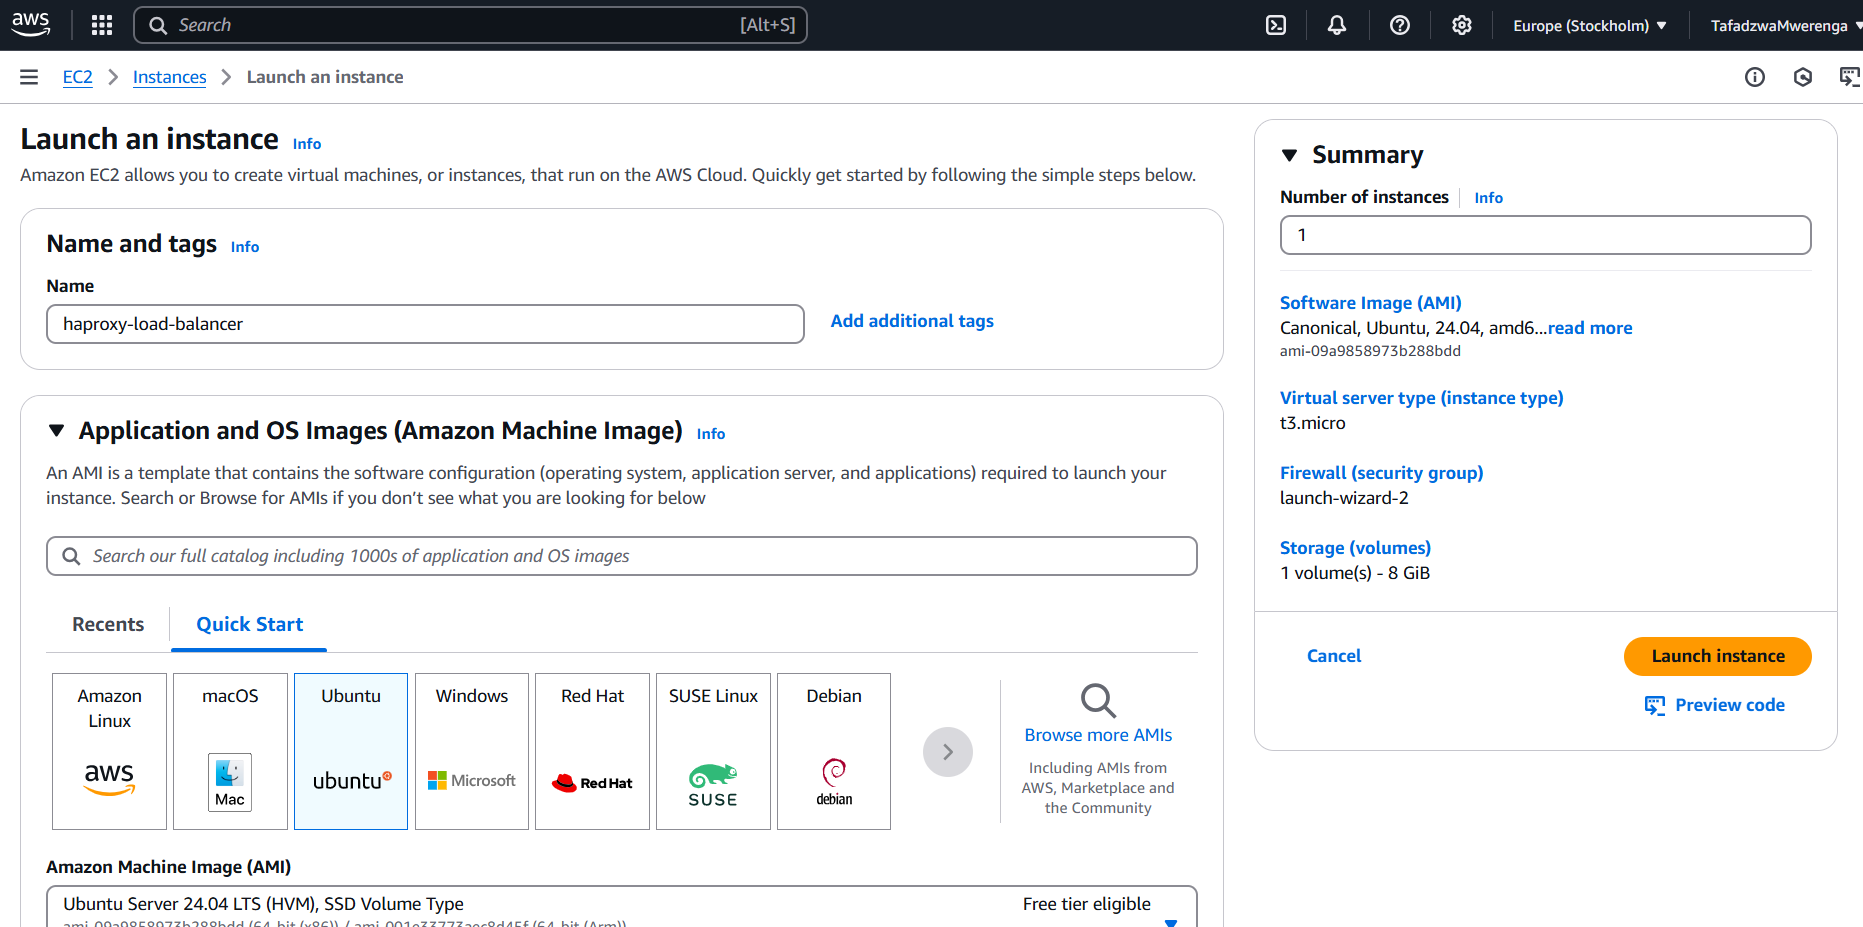 aws
Search
[Alt+S]
Europe (Stockholm)
TafadzwaMwerenga
EC2
Instances
Launch an instance
Launch an instance
Info
Amazon EC2 allows you to create virtual machines, or instances, that run on the AWS Cloud. Quickly get started by following the simple steps below.
Name and tags
Info
Name
haproxy-load-balancer
Add additional tags
Application and OS Images (Amazon Machine Image)
Info
An AMI is a template that contains the software configuration (operating system, application server, and applications) required to launch your
instance. Search or Browse for AMIs if you don’t see what you are looking for below
Search our full catalog including 1000s of application and OS images
Recents
Quick Start
Amazon
Linux
aws
macOS
Mac
Ubuntu
ubuntu
Windows
Microsoft
Red Hat
Red Hat
SUSE Linux
SUSE
Debian
debian
Browse more AMIs
Including AMIs from
AWS, Marketplace and
the Community
Amazon Machine Image (AMI)
Ubuntu Server 24.04 LTS (HVM), SSD Volume Type
Free tier eligible
ami-09a9858973b288bdd (64-bit (x86)) / ami-001e33773aec8d45f (64-bit (Arm))
Summary
Number of instances
Info
1
Software Image (AMI)
Canonical, Ubuntu, 24.04, amd6...read more
ami-09a9858973b288bdd
Virtual server type (instance type)
t3.micro
Firewall (security group)
launch-wizard-2
Storage (volumes)
1 volume(s) - 8 GiB
Cancel
Launch instance
Preview code